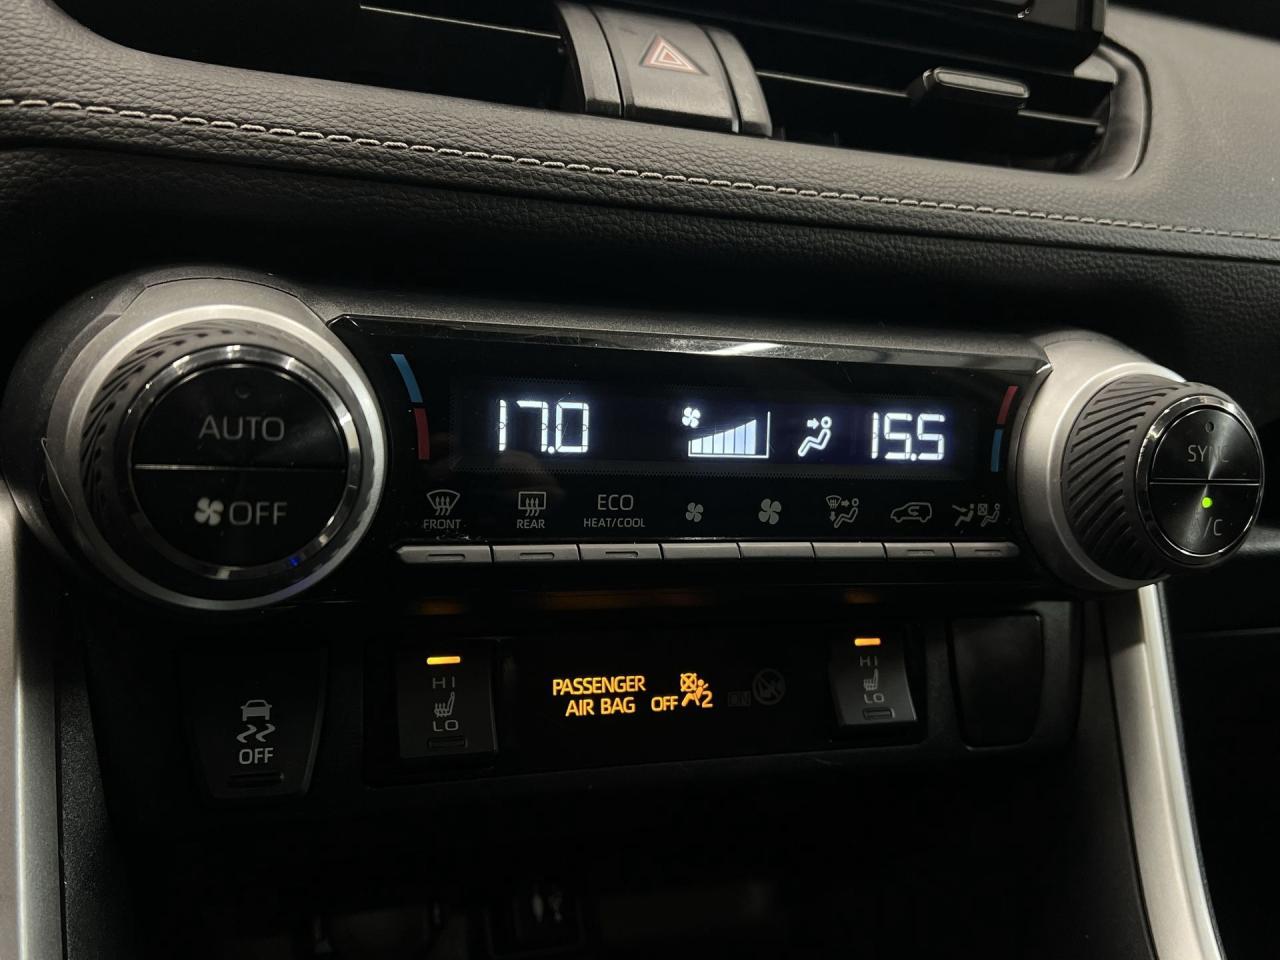 AUTO
OFF
17.0
15.5
SYNC
/C
FRONT
REAR
ECO
HEAT/COOL
HI
LO
PASSENGER
AIR BAG OFF 2
HI
LO
OFF